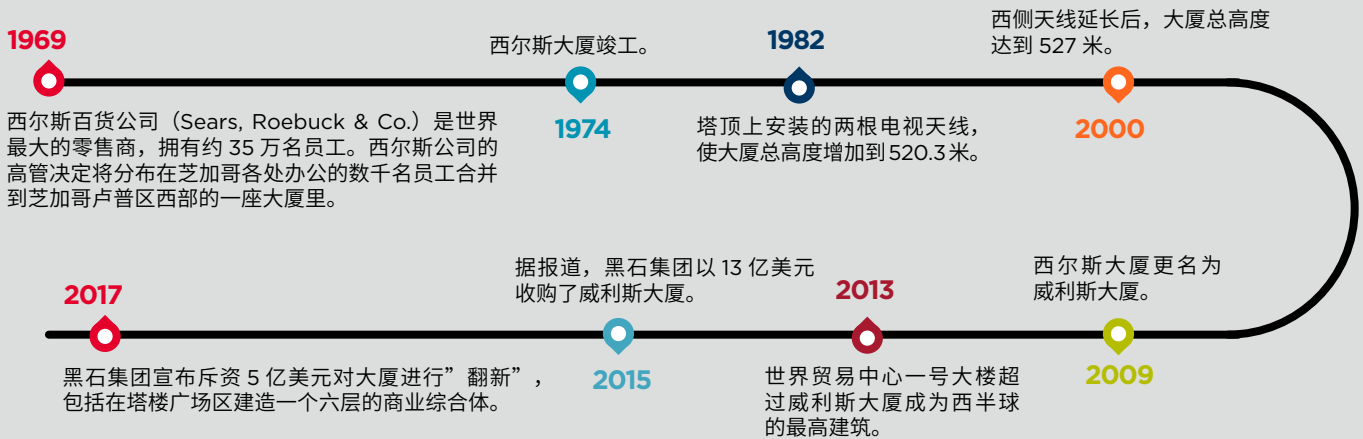 1969
西尔斯百货公司（Sears, Roebuck & Co.）是世界
最大的零售商，拥有约 35 万名员工。西尔斯公司的
高管决定将分布在芝加哥各处办公的数千名员工合并
到芝加哥卢普区西部的一座大厦里。
西尔斯大厦竣工。
1974
1982
塔顶上安装的两根电视天线，
使大厦总高度增加到 520.3 米。
西侧天线延长后，大厦总高度
达到 527 米。
2000
西尔斯大厦更名为
威利斯大厦。
2009
2013
世界贸易中心一号大楼超
过威利斯大厦成为西半球
的最高建筑。
据报道，黑石集团以 13 亿美元
收购了威利斯大厦。
2015
2017
黑石集团宣布斥资 5 亿美元对大厦进行”翻新”，
包括在塔楼广场区建造一个六层的商业综合体。